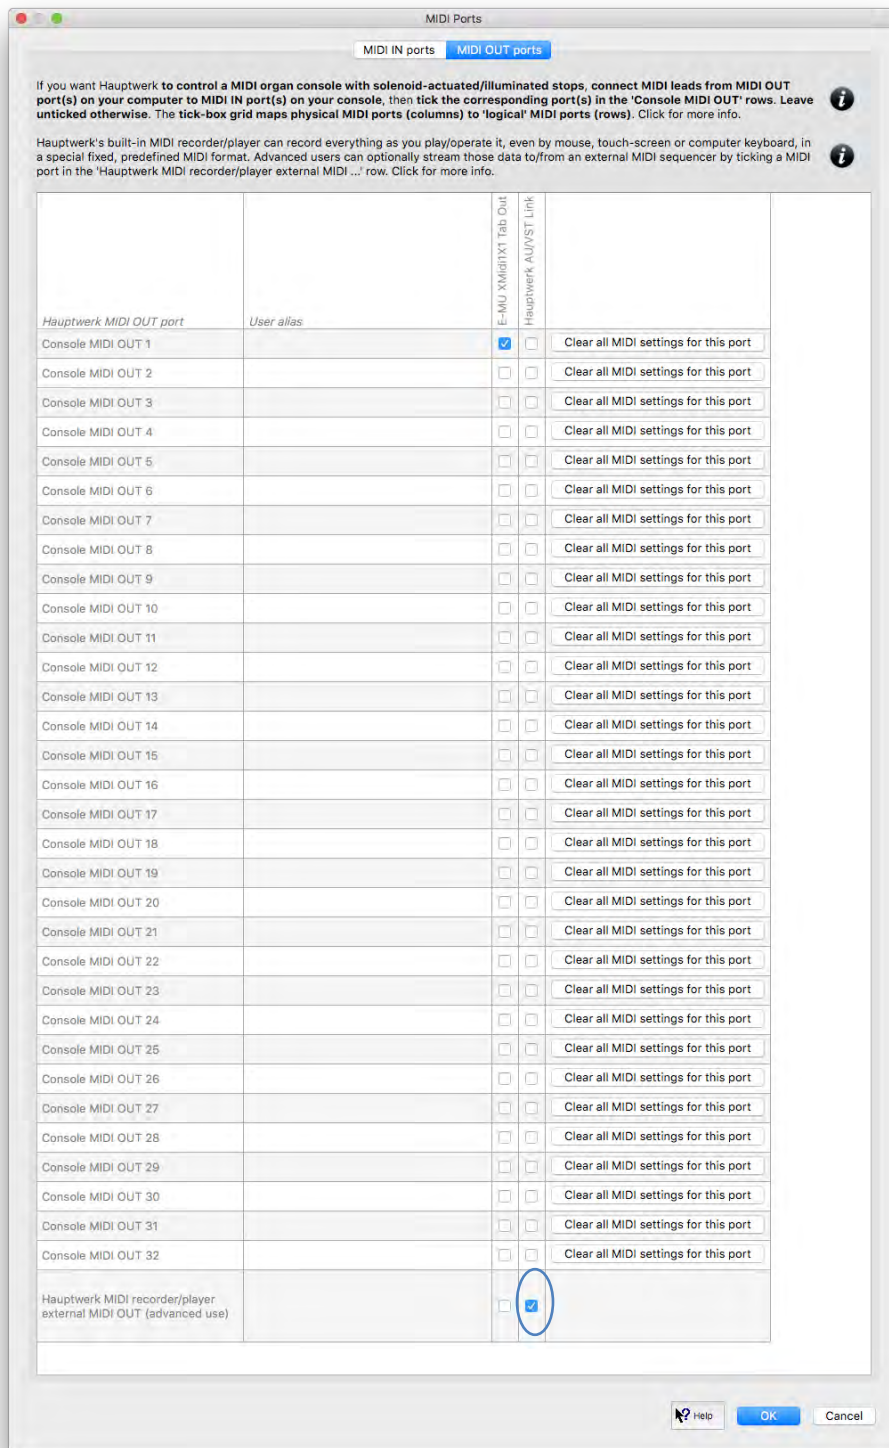 MIDI Ports
MIDI IN ports MIDI OUT ports
If you want Hauptwerk to control a MIDI organ console with solenoid-actuated/illuminated stops, connect MIDI leads from MIDI OUT
port(s) on your computer to MIDI IN port(s) on your console, then tick the corresponding port(s) in the 'Console MIDI OUT' rows. Leave
unticked otherwise. The tick-box grid maps physical MIDI ports (columns) to 'logical' MIDI ports (rows). Click for more info.
Hauptwerk's built-in MIDI recorder/player can record everything as you play/operate it, even by mouse, touch-screen or computer keyboard, in
a special fixed, predefined MIDI format. Advanced users can optionally stream those data to/from an external MIDI sequencer by ticking a MIDI
port in the 'Hauptwerk MIDI recorder/player external MIDI ...' row. Click for more info.
Hauptwerk MIDI OUT port User alias E-MU XMidi1X1 Tab Out Hauptwerk AU/VST Link
Console MIDI OUT 1 Clear all MIDI settings for this port
Console MIDI OUT 2 Clear all MIDI settings for this port
Console MIDI OUT 3 Clear all MIDI settings for this port
Console MIDI OUT 4 Clear all MIDI settings for this port
Console MIDI OUT 5 Clear all MIDI settings for this port
Console MIDI OUT 6 Clear all MIDI settings for this port
Console MIDI OUT 7 Clear all MIDI settings for this port
Console MIDI OUT 8 Clear all MIDI settings for this port
Console MIDI OUT 9 Clear all MIDI settings for this port
Console MIDI OUT 10 Clear all MIDI settings for this port
Console MIDI OUT 11 Clear all MIDI settings for this port
Console MIDI OUT 12 Clear all MIDI settings for this port
Console MIDI OUT 13 Clear all MIDI settings for this port
Console MIDI OUT 14 Clear all MIDI settings for this port
Console MIDI OUT 15 Clear all MIDI settings for this port
Console MIDI OUT 16 Clear all MIDI settings for this port
Console MIDI OUT 17 Clear all MIDI settings for this port
Console MIDI OUT 18 Clear all MIDI settings for this port
Console MIDI OUT 19 Clear all MIDI settings for this port
Console MIDI OUT 20 Clear all MIDI settings for this port
Console MIDI OUT 21 Clear all MIDI settings for this port
Console MIDI OUT 22 Clear all MIDI settings for this port
Console MIDI OUT 23 Clear all MIDI settings for this port
Console MIDI OUT 24 Clear all MIDI settings for this port
Console MIDI OUT 25 Clear all MIDI settings for this port
Console MIDI OUT 26 Clear all MIDI settings for this port
Console MIDI OUT 27 Clear all MIDI settings for this port
Console MIDI OUT 28 Clear all MIDI settings for this port
Console MIDI OUT 29 Clear all MIDI settings for this port
Console MIDI OUT 30 Clear all MIDI settings for this port
Console MIDI OUT 31 Clear all MIDI settings for this port
Console MIDI OUT 32 Clear all MIDI settings for this port
Hauptwerk MIDI recorder/player
external MIDI OUT (advanced use)
Help OK Cancel